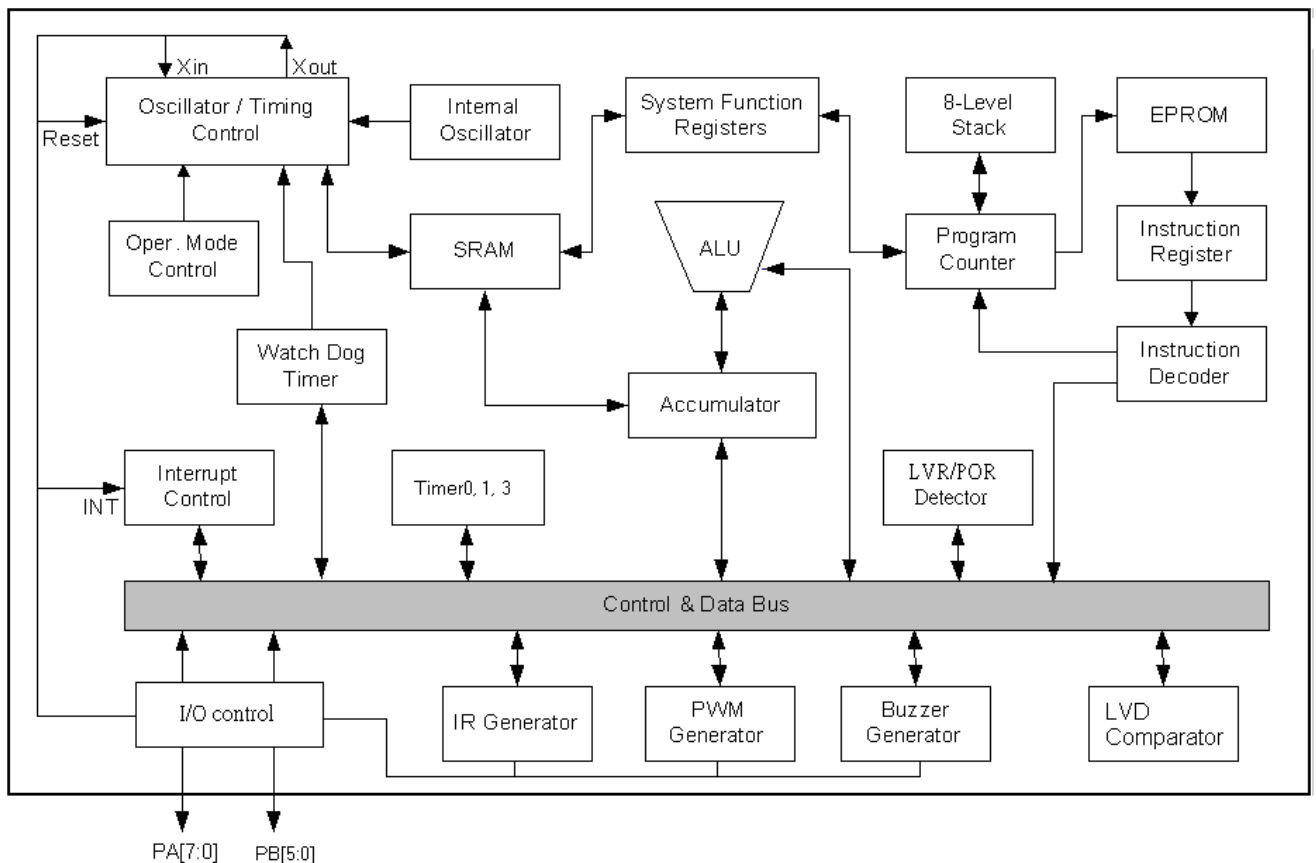 Xin
Xout
Oscillator / Timing
Control
Reset
Internal
Oscillator
System Function
Registers
8-Level
Stack
EPROM
Oper. Mode
Control
SRAM
ALU
Program
Counter
Instruction
Register
Watch Dog
Timer
Accumulator
Instruction
Decoder
Interrupt
Control
INT
Timer0, 1, 3
LVR/POR
Detector
Control & Data Bus
I/O control
IR Generator
PWM
Generator
Buzzer
Generator
LVD
Comparator
PA[7:0]
PB[5:0]